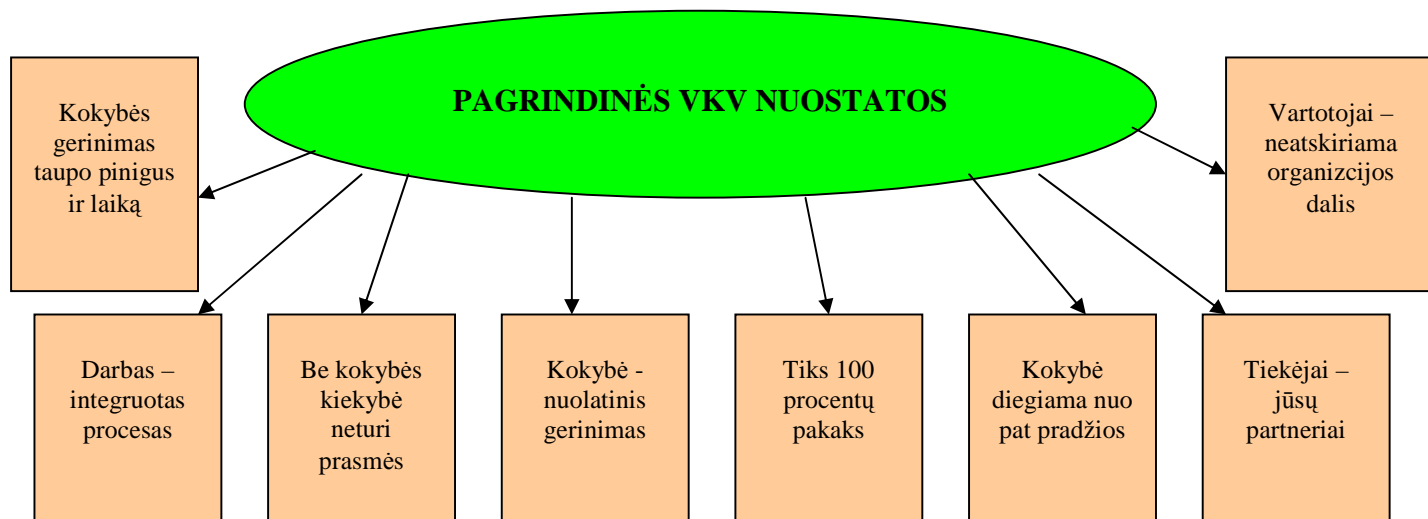 PAGRINDINĖS VKV NUOSTATOS
Kokybės
gerinimas
taupo pinigus
ir laiką
Vartotojai –
neatskiriama
organizcijos
dalis
Darbas –
integruotas
procesas
Be kokybės
kiekybė
neturi
prasmės
Kokybė -
nuolatinis
gerinimas
Tiks 100
procentų
pakaks
Kokybė
diegiama nuo
pat pradžios
Tiekėjai –
jūsų
partneriai